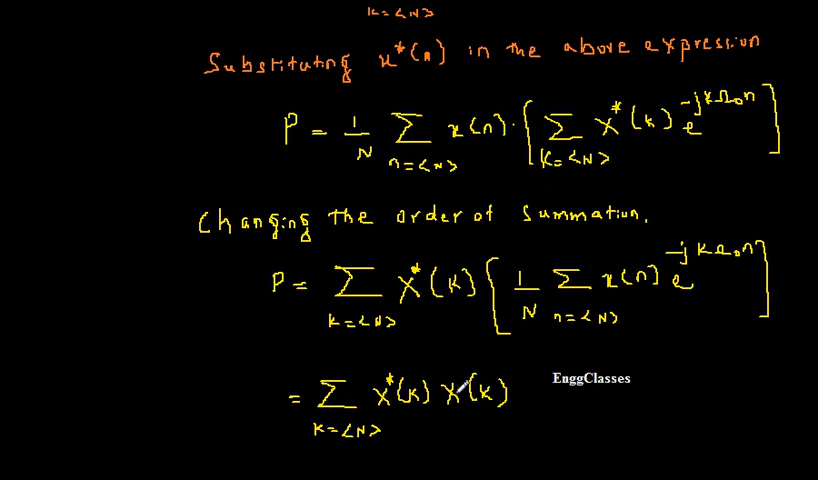 K=<N>
Substituting x*(n) in the above expression
P = 1/N Σ n=<N> x(n). [ Σ K=<N> X*(k) e^-jkΩ₀n ]
Changing the order of summation.
P = Σ k=<N> X*(k) [ 1/N Σ n=<N> x(n) e^-jkΩ₀n ]
= Σ K=<N> X*(k) X(k)
EnggClasses